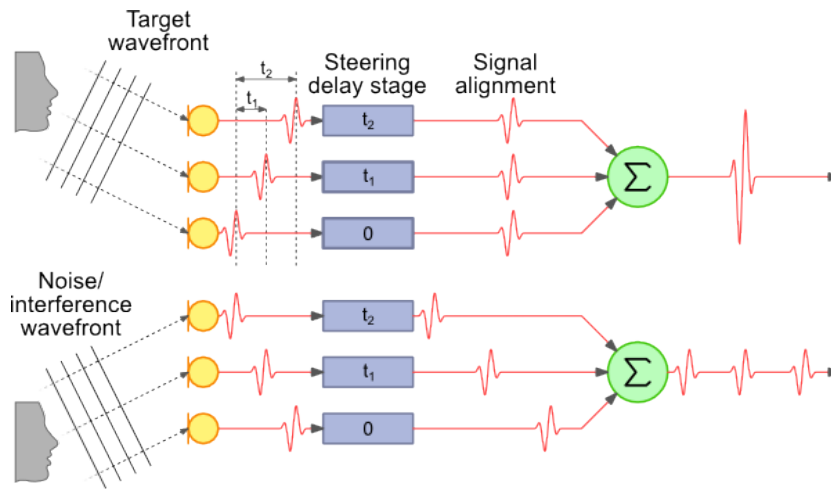 Target
wavefront
Steering
delay stage
Signal
alignment
t₂
t₁
t₂
t₁
0
Σ
Noise/
interference
wavefront
t₂
t₁
0
Σ